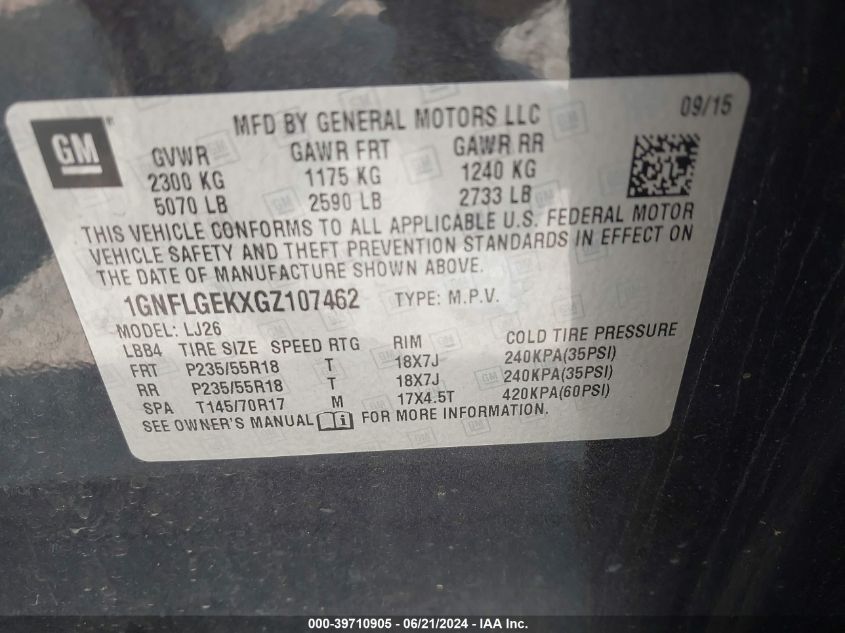 GM
MFD BY GENERAL MOTORS LLC
09/15
GVWR GAWR FRT GAWR RR
2300 KG 1175 KG 1240 KG
5070 LB 2590 LB 2733 LB
THIS VEHICLE CONFORMS TO ALL APPLICABLE U.S. FEDERAL MOTOR
VEHICLE SAFETY AND THEFT PREVENTION STANDARDS IN EFFECT ON
THE DATE OF MANUFACTURE SHOWN ABOVE.
1GNFLGEKXGZ107462 TYPE: M.P.V.
MODEL: LJ26
LBB4 TIRE SIZE SPEED RTG RIM COLD TIRE PRESSURE
FRT P235/55R18 T 18X7J 240KPA(35PSI)
RR P235/55R18 T 18X7J 240KPA(35PSI)
SPA T145/70R17 M 17X4.5T 420KPA(60PSI)
SEE OWNER'S MANUAL FOR MORE INFORMATION.
000-39710905 - 06/21/2024 - IAA Inc.